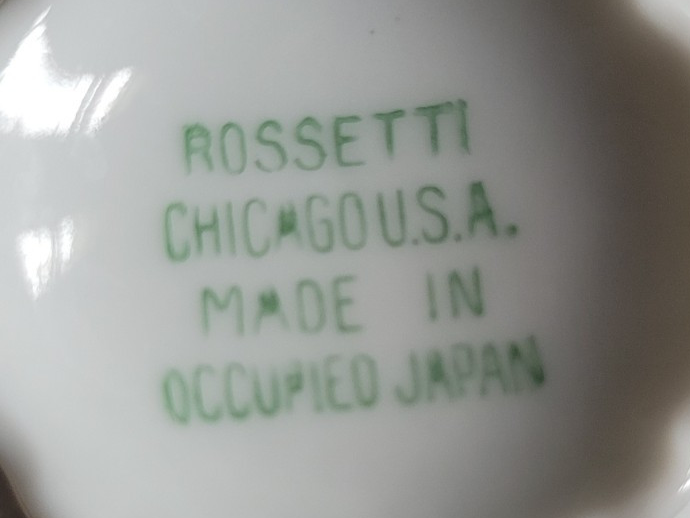 ROSSETTI
CHICAGO U.S.A.
MADE IN
OCCUPIED JAPAN